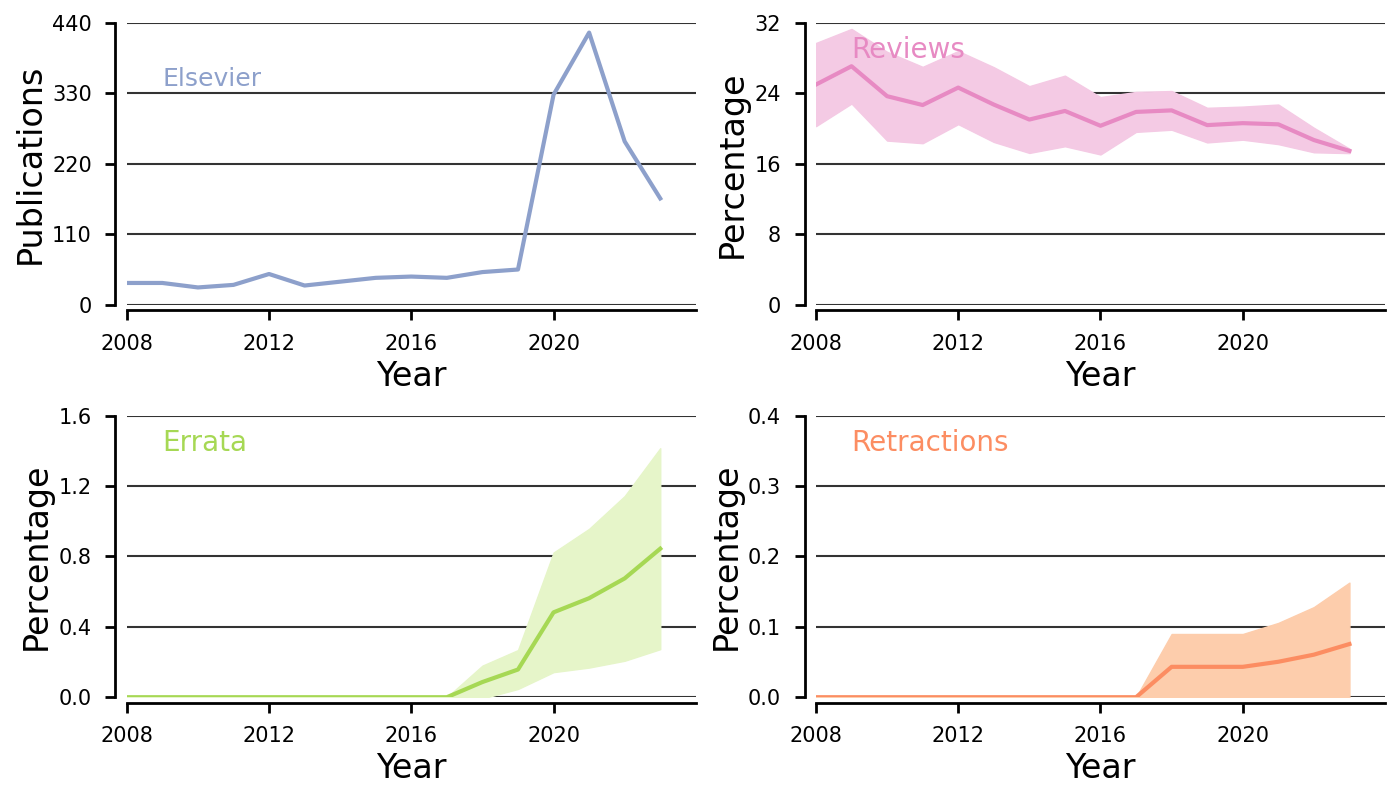 Publications
440
330
220
110
0
Elsevier
2008 2012 2016 2020
Year
Percentage
32
24
16
8
0
Reviews
2008 2012 2016 2020
Year
Percentage
1.6
1.2
0.8
0.4
0.0
Errata
2008 2012 2016 2020
Year
Percentage
0.4
0.3
0.2
0.1
0.0
Retractions
2008 2012 2016 2020
Year